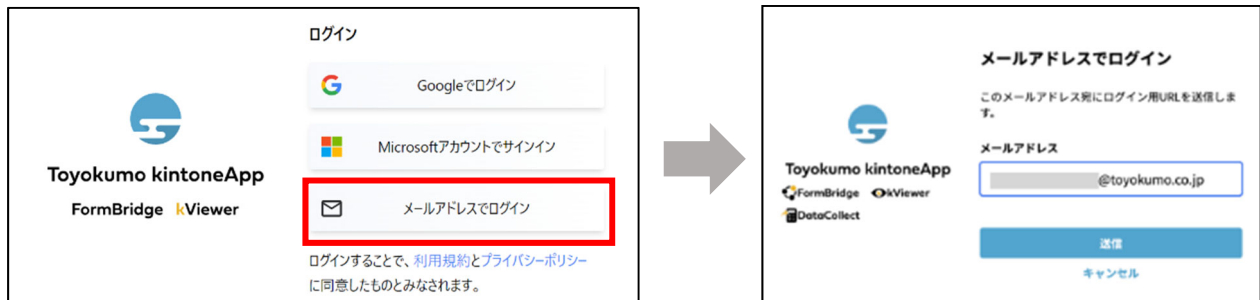 ログイン
Googleでログイン
Microsoftアカウントでサインイン
メールアドレスでログイン
ログインすることで、利用規約とプライバシーポリシー
に同意したものとみなされます。
Toyokumo kintoneApp
FormBridge kViewer
メールアドレスでログイン
このメールアドレス宛にログイン用URLを送信しま
す。
メールアドレス
@toyokumo.co.jp
送信
キャンセル
Toyokumo kintoneApp
FormBridge kViewer
DataCollect